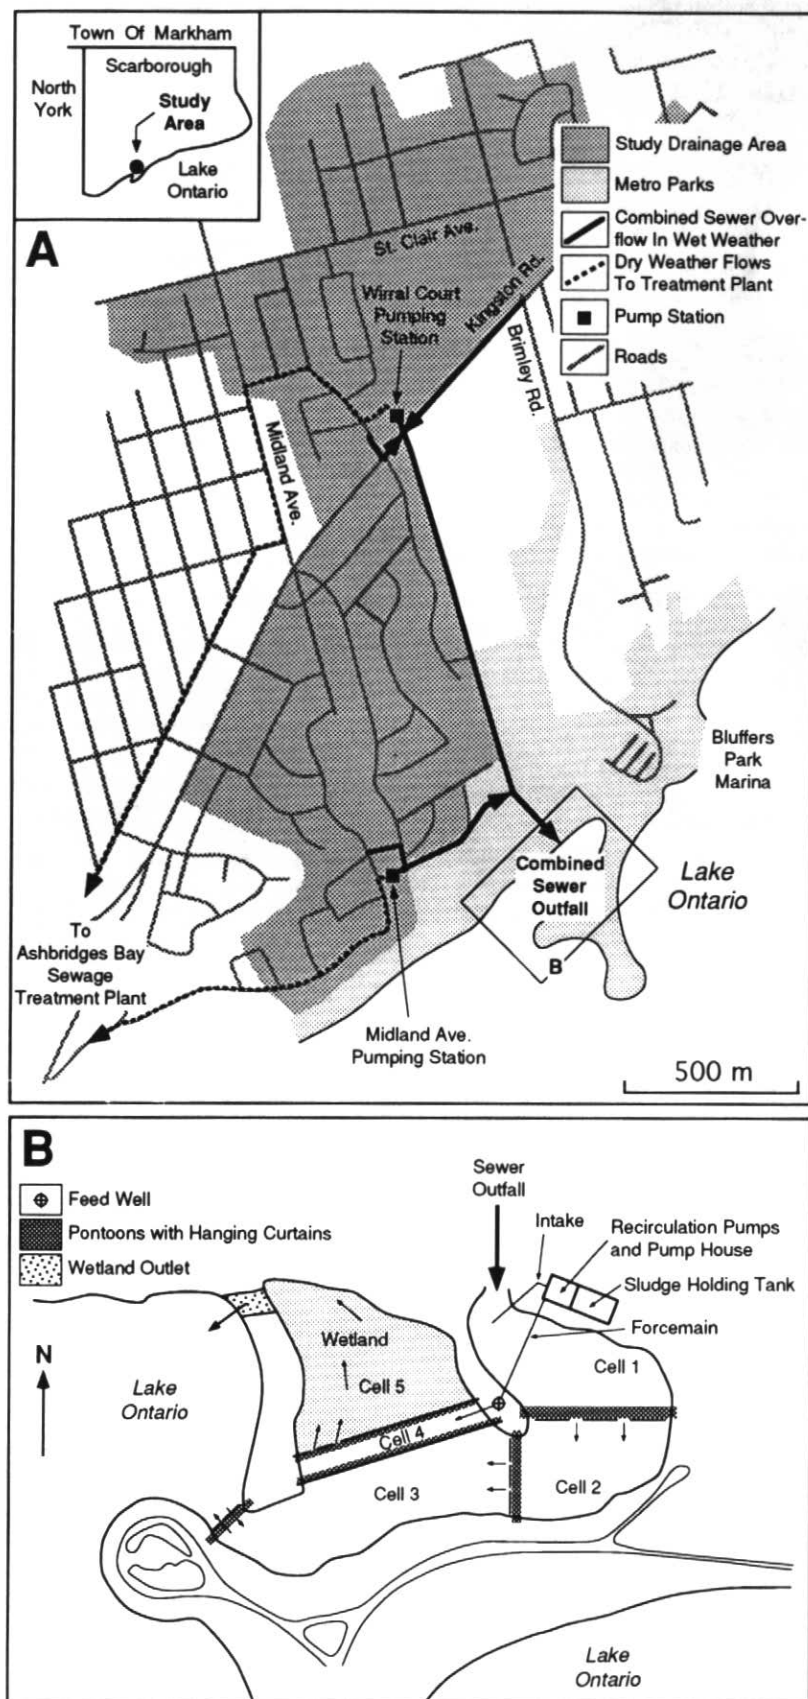 Town Of Markham
Scarborough
North
York
Study
Area
Lake
Ontario
A
Study Drainage Area
Metro Parks
Combined Sewer Over-
flow In Wet Weather
Dry Weather Flows
To Treatment Plant
Pump Station
Roads
St. Clair Ave.
Wirral Court
Pumping
Station
Kingston Rd.
Brimley Rd.
Midland Ave.
Bluffers
Park
Marina
Combined
Sewer
Outfall
Lake
Ontario
B
To
Ashbridges Bay
Sewage
Treatment Plant
Midland Ave.
Pumping Station
500 m
B
Feed Well
Pontoons with Hanging Curtains
Wetland Outlet
Sewer
Outfall
Intake
Recirculation Pumps
and Pump House
Sludge Holding Tank
Forcemain
N
Lake
Ontario
Wetland
Cell 5
Cell 1
Cell 4
Cell 3
Cell 2
Lake
Ontario